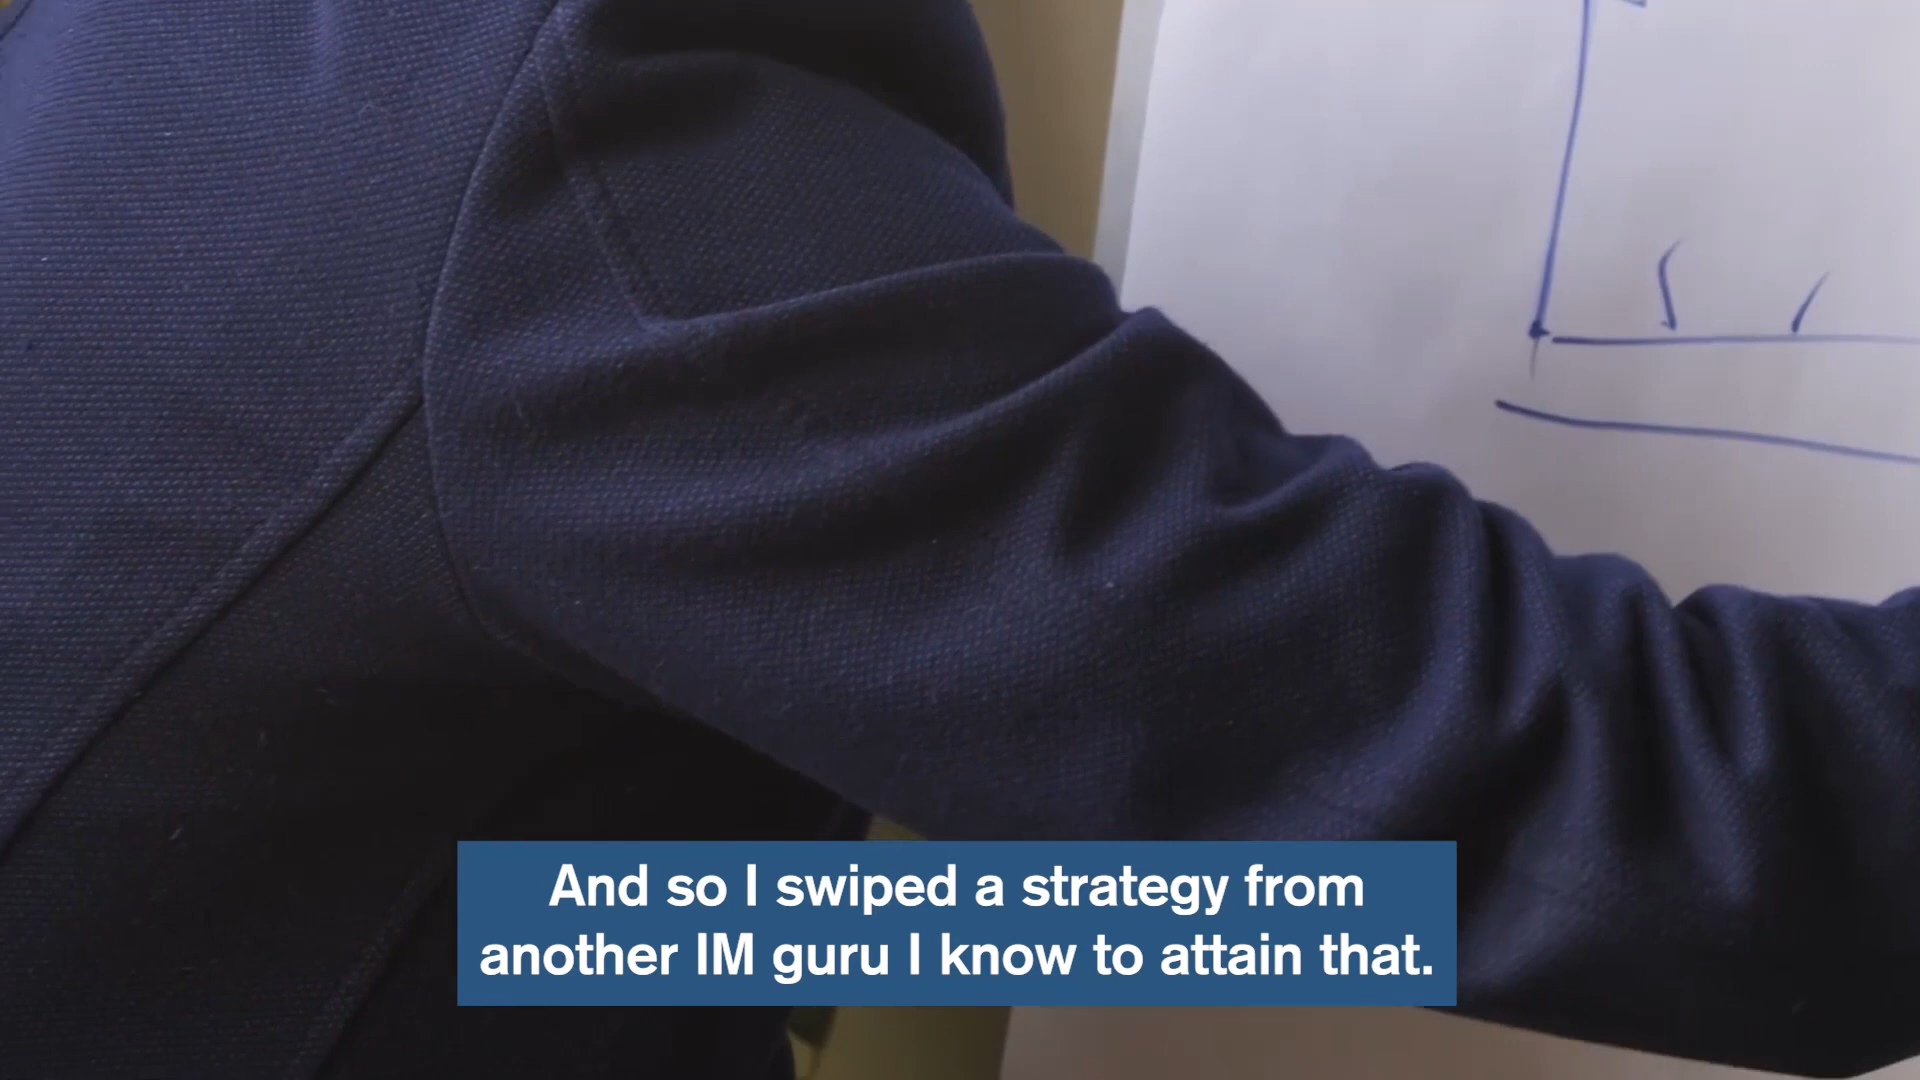 And so I swiped a strategy from
another IM guru I know to attain that.